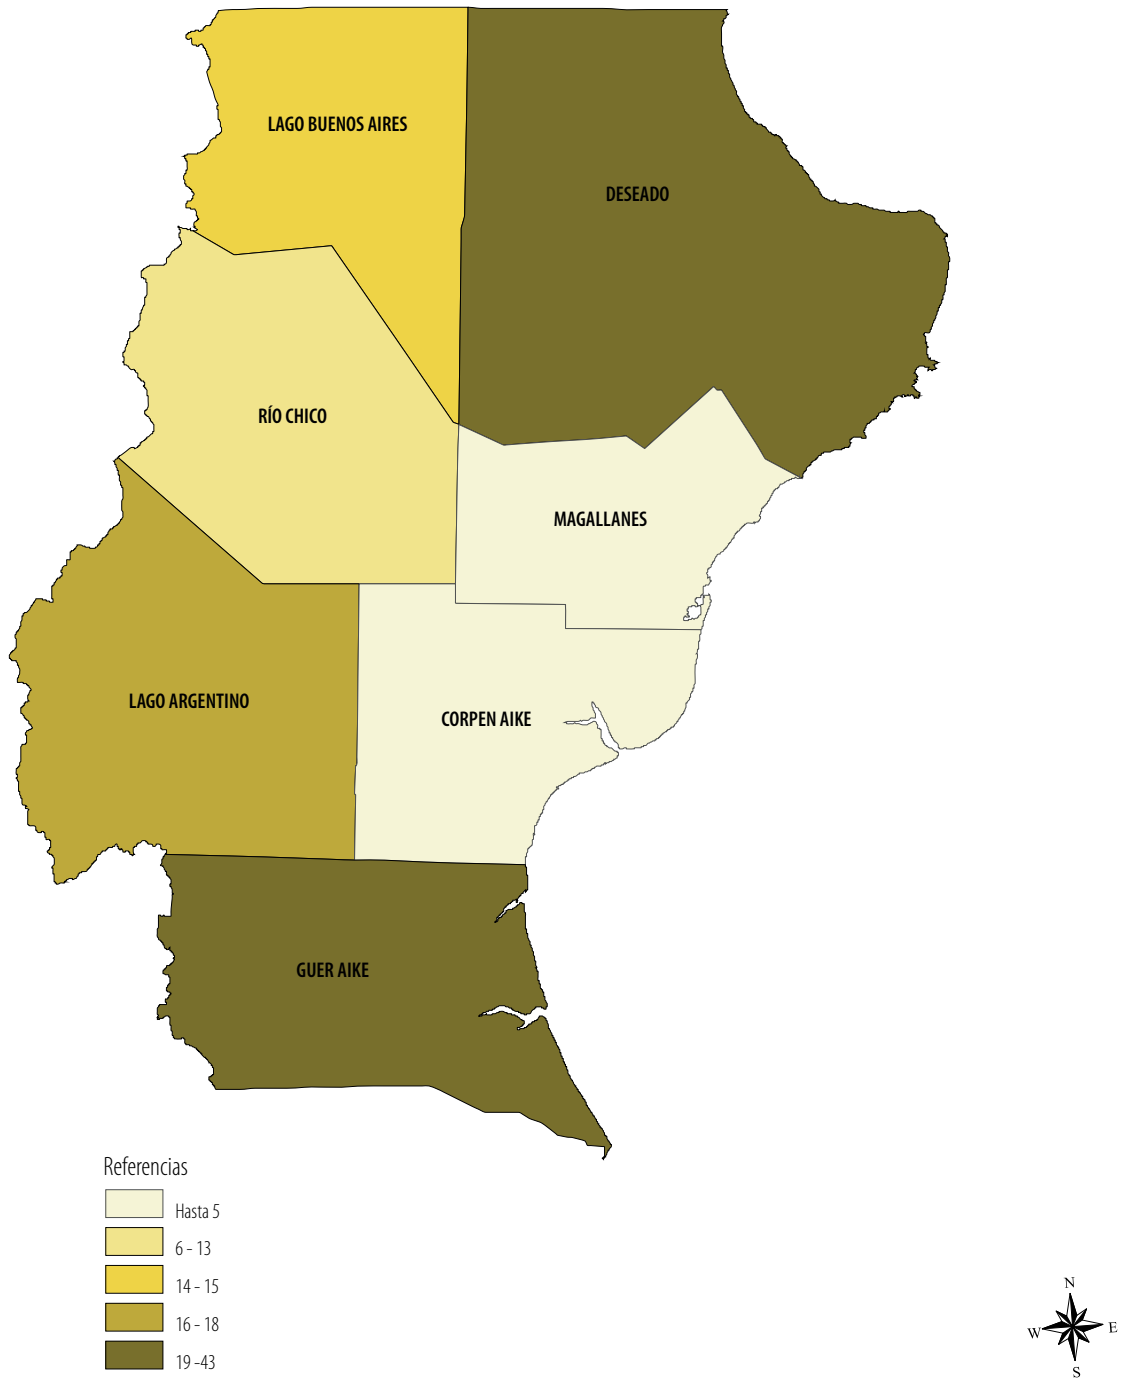 LAGO BUENOS AIRES
DESEADO
RÍO CHICO
MAGALLANES
LAGO ARGENTINO
CORPEN AIKE
GUER AIKE
Referencias
Hasta 5
6 - 13
14 - 15
16 - 18
19 -43
N
W E
S